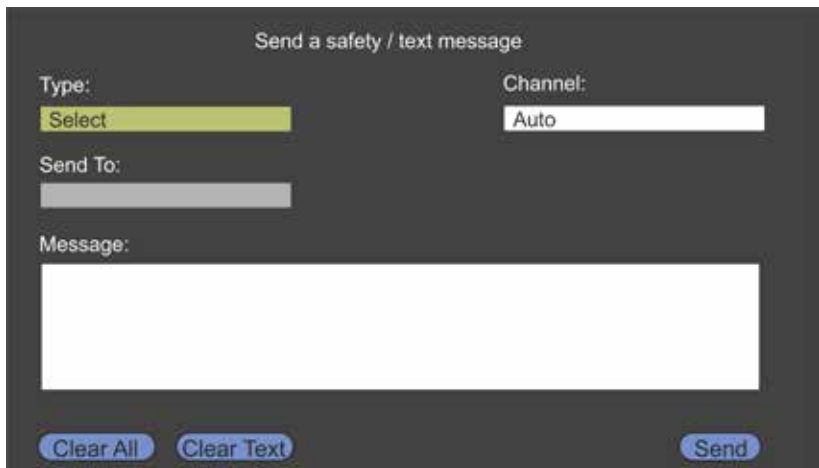 Send a safety / text message
Type:
Channel:
Select
Auto
Send To:
Message:
Clear All
Clear Text
Send